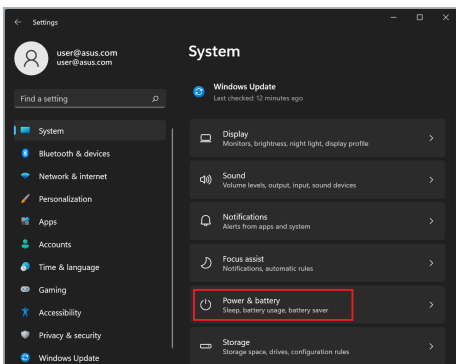 Settings
user@asus.com
user@asus.com
Find a setting
System
Bluetooth & devices
Network & internet
Personalization
Apps
Accounts
Time & language
Gaming
Accessibility
Privacy & security
Windows Update
System
Windows Update
Last checked: 12 minutes ago
Display
Monitors, brightness, night light, display profile
Sound
Volume levels, output, input, sound devices
Notifications
Alerts from apps and system
Focus assist
Notifications, automatic rules
Power & battery
Sleep, battery usage, battery saver
Storage
Storage space, drives, configuration rules